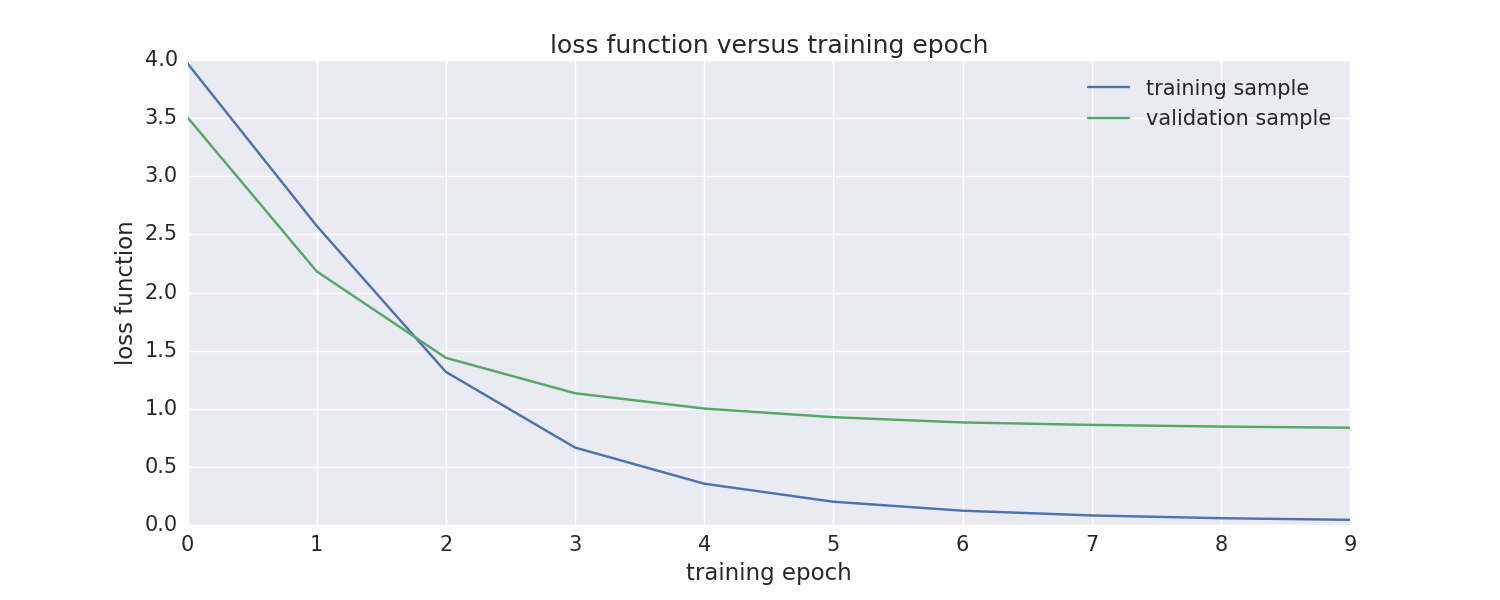 loss function versus training epoch
training sample
validation sample
loss function
4.0
3.5
3.0
2.5
2.0
1.5
1.0
0.5
0.0
0 1 2 3 4 5 6 7 8 9
training epoch